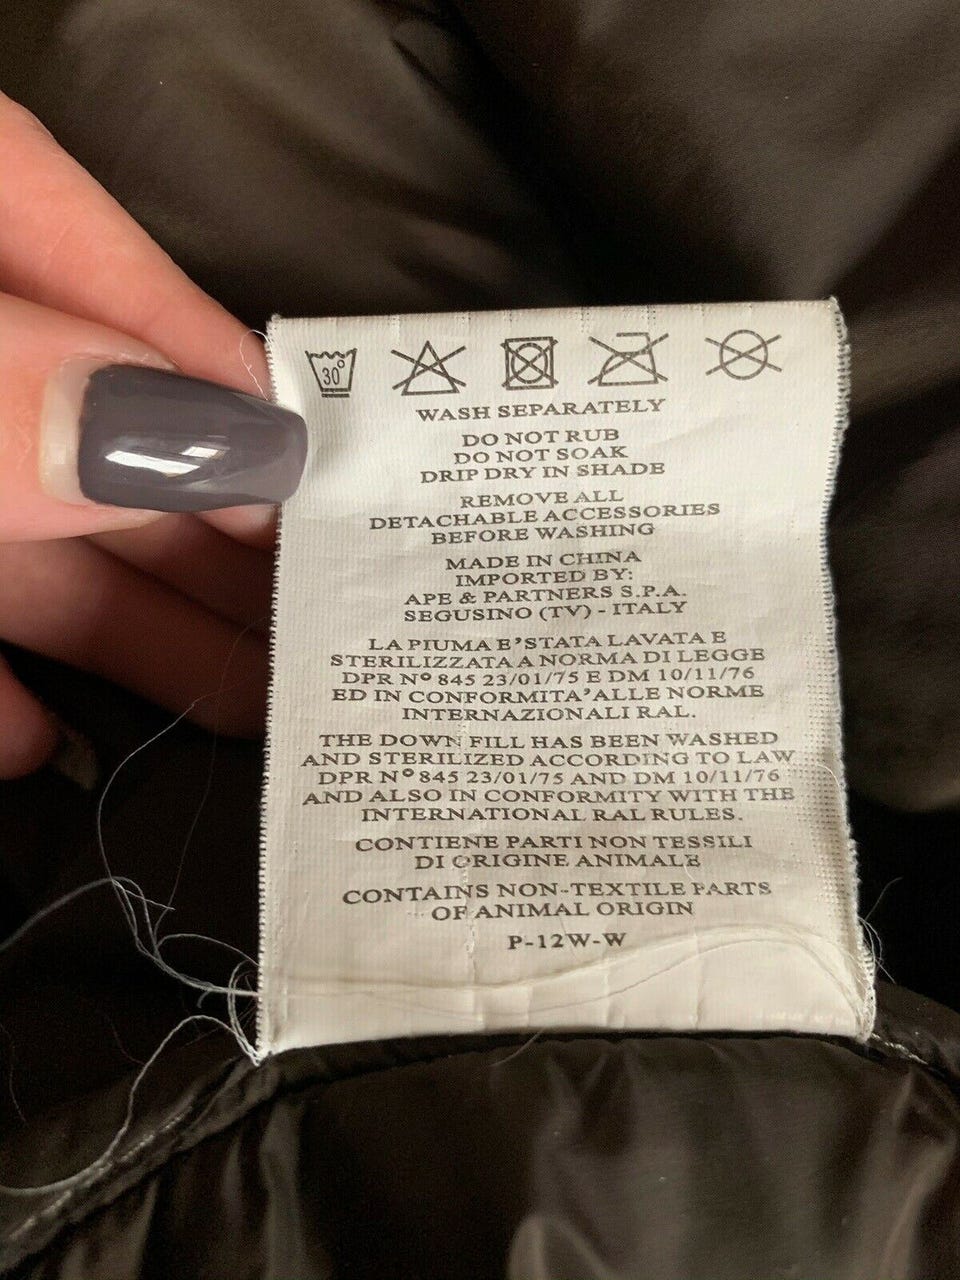 30°
WASH SEPARATELY
DO NOT RUB
DO NOT SOAK
DRIP DRY IN SHADE
REMOVE ALL
DETACHABLE ACCESSORIES
BEFORE WASHING
MADE IN CHINA
IMPORTED BY:
APE & PARTNERS S.P.A.
SEGUSINO (TV) - ITALY
LA PIUMA E'STATA LAVATA E
STERILIZZATA A NORMA DI LEGGE
DPR Nº 845 23/01/75 E DM 10/11/76
ED IN CONFORMITA'ALLE NORME
INTERNAZIONALI RAL.
THE DOWN FILL HAS BEEN WASHED
AND STERILIZED ACCORDING TO LAW
DPR Nº 845 23/01/75 AND DM 10/11/76
AND ALSO IN CONFORMITY WITH THE
INTERNATIONAL RAL RULES.
CONTIENE PARTI NON TESSILI
DI ORIGINE ANIMALE
CONTAINS NON-TEXTILE PARTS
OF ANIMAL ORIGIN
P-12W-W